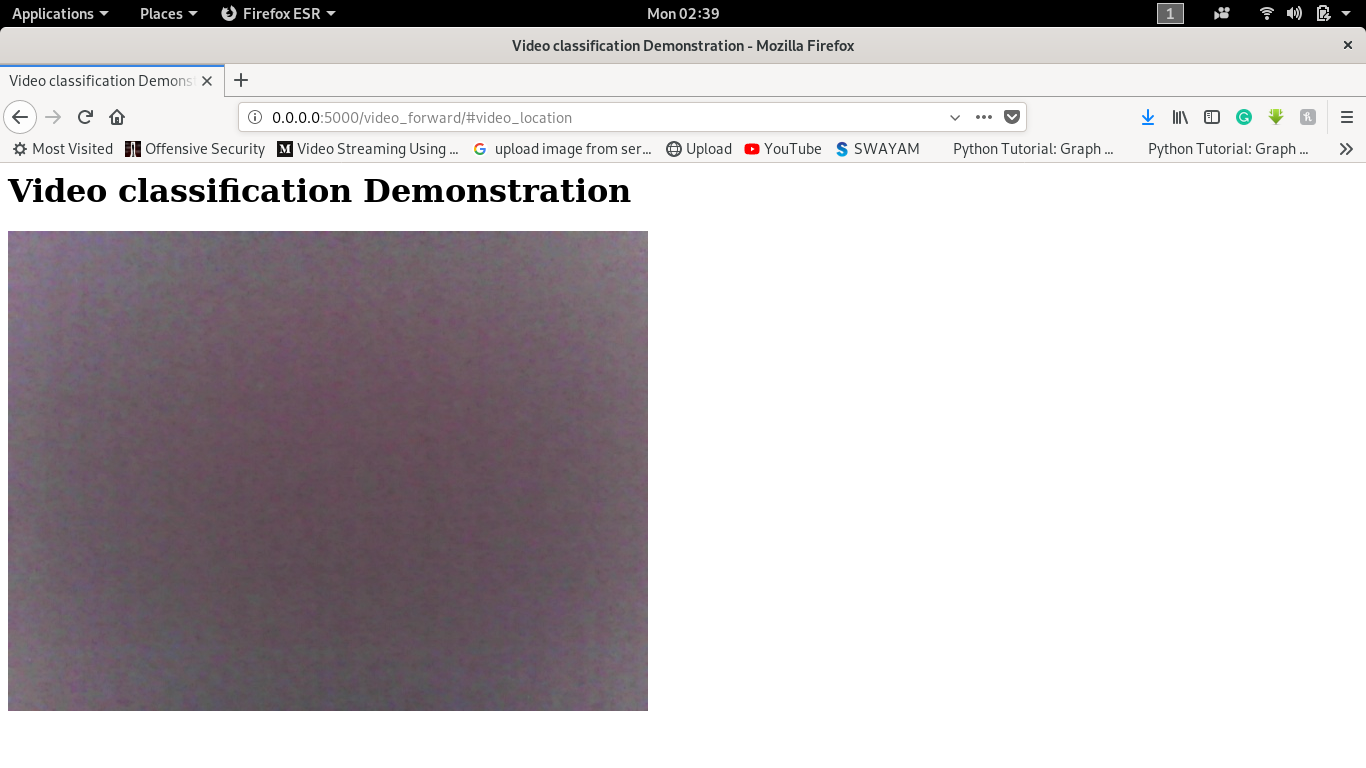 Applications Places Firefox ESR Mon 02:39 1
Video classification Demonstration - Mozilla Firefox
Video classification Demons
0.0.0.0:5000/video_forward/#video_location
Most Visited Offensive Security M Video Streaming Using ... G upload image from ser... Upload YouTube S SWAYAM Python Tutorial: Graph ... Python Tutorial: Graph ...
Video classification Demonstration